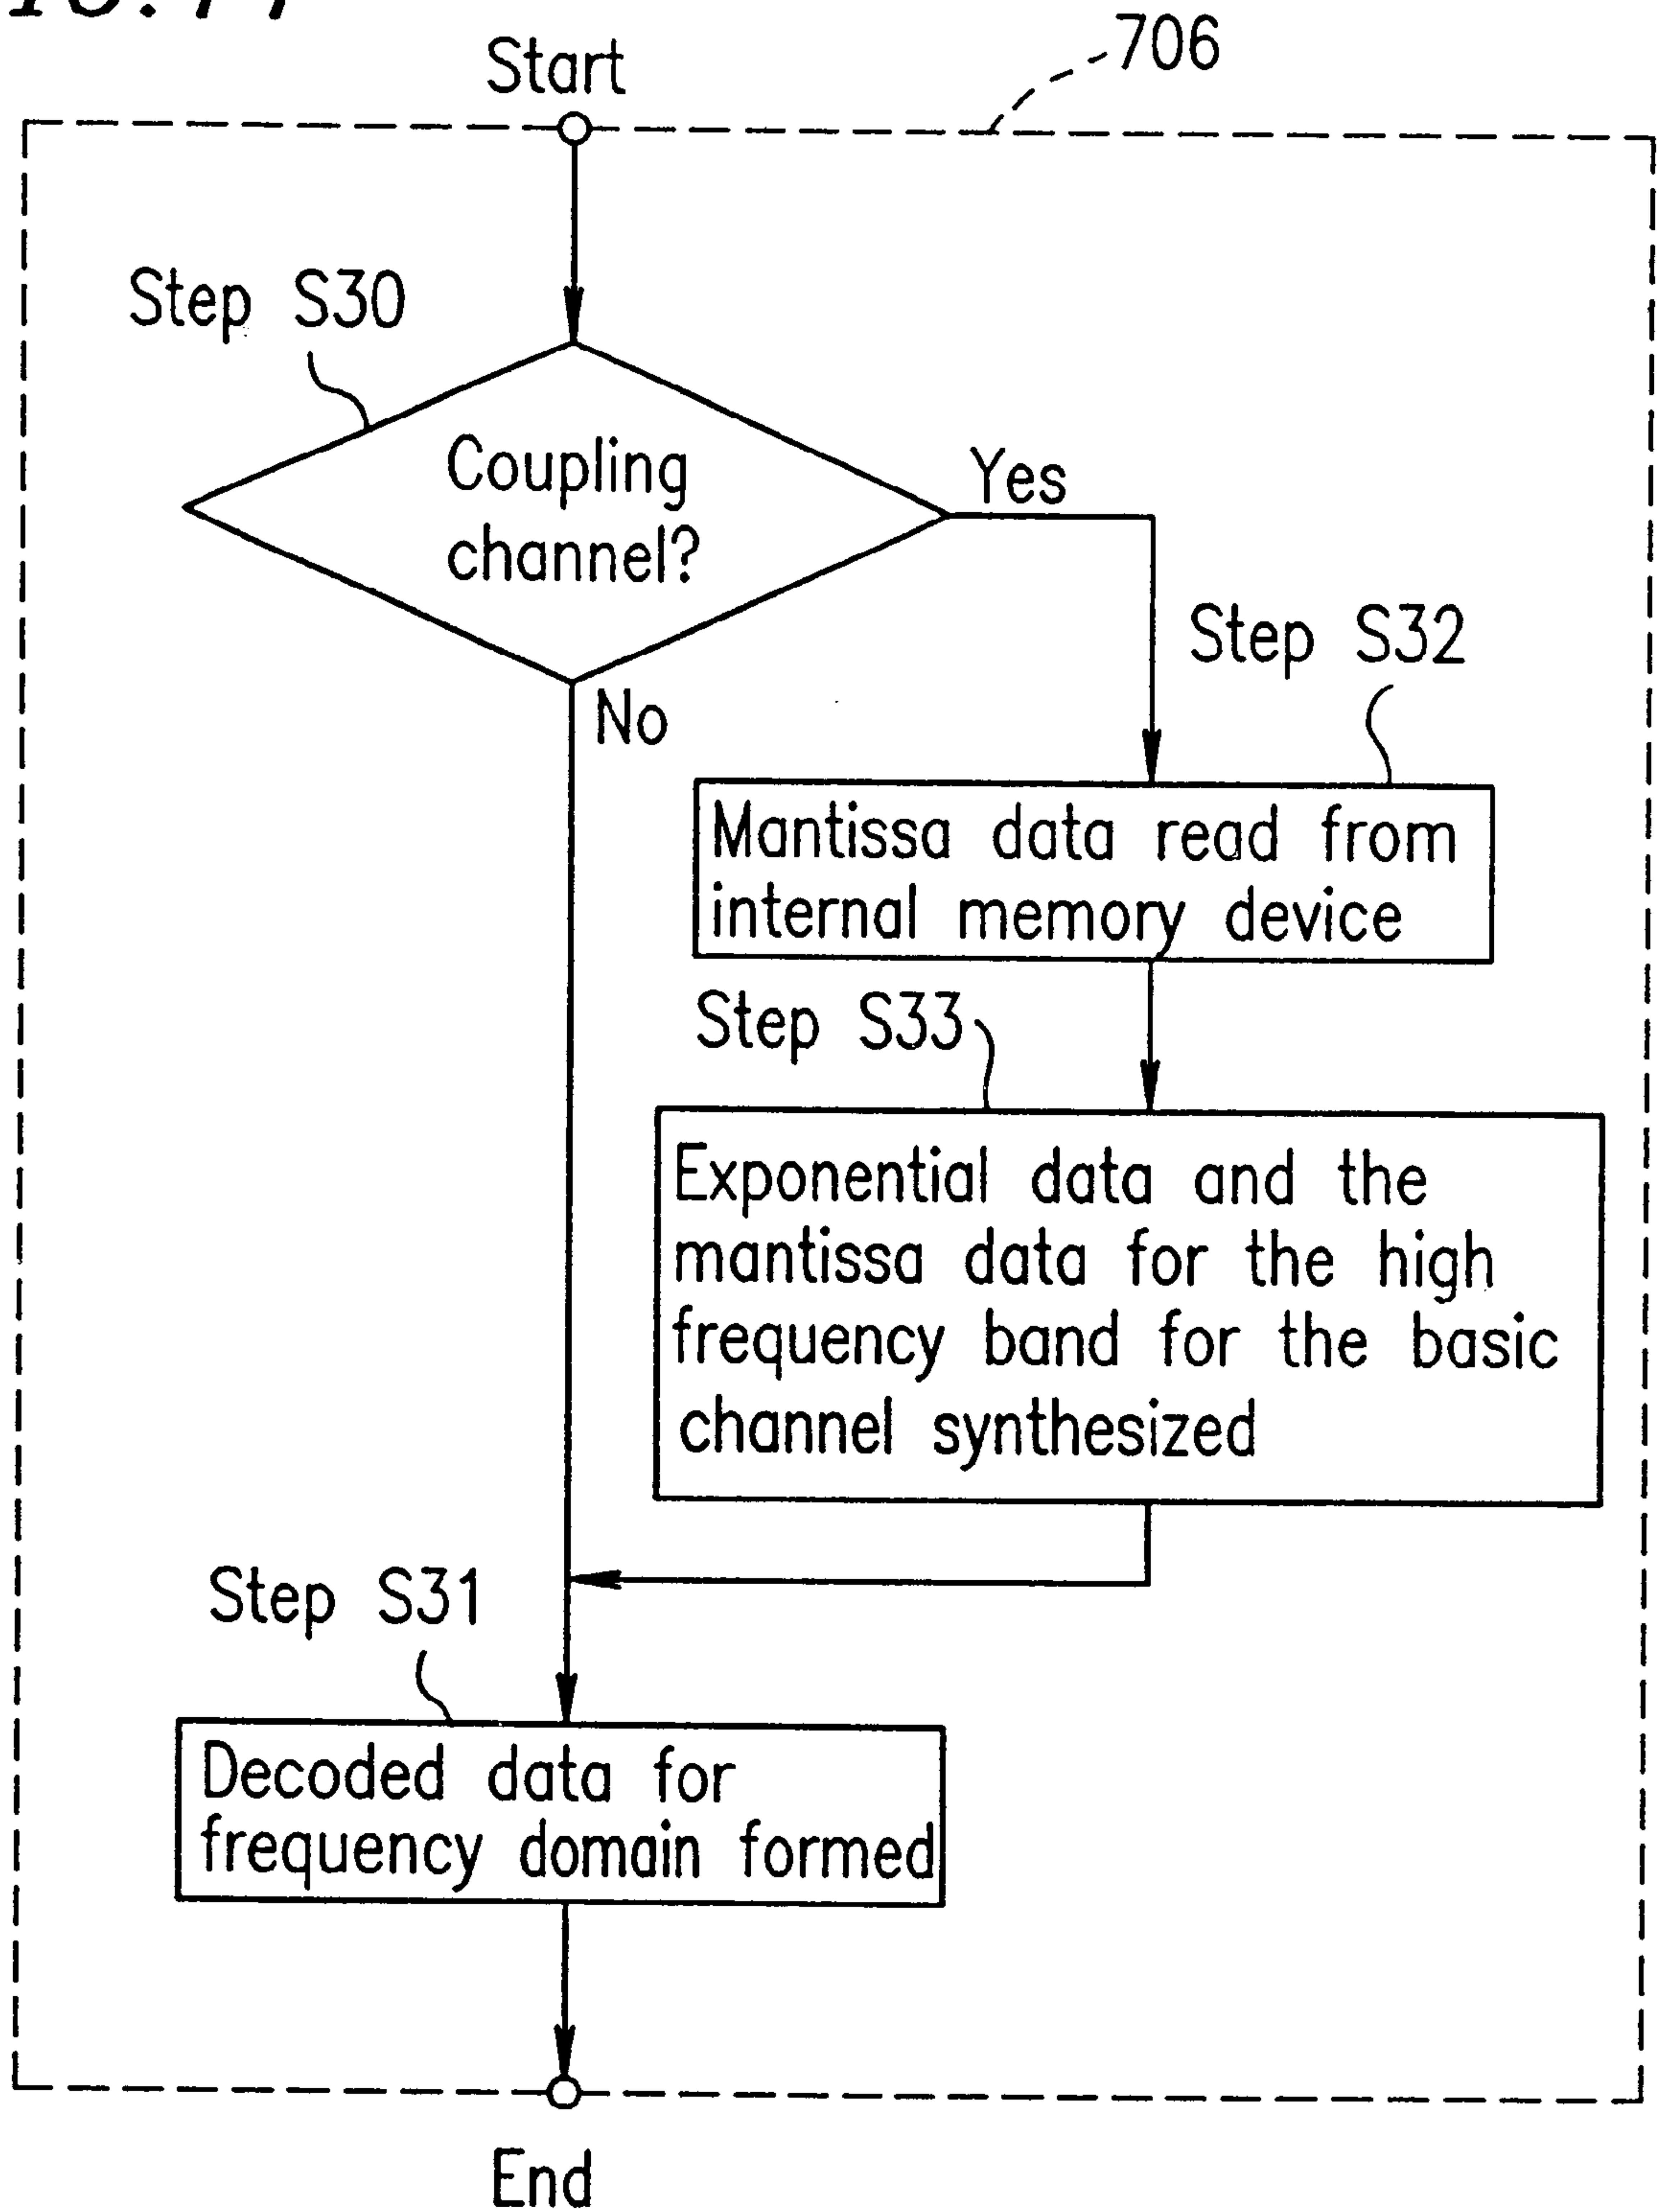 706
Start
Step S30
Coupling
channel?
Yes
No
Step S32
Mantissa data read from
internal memory device
Step S33
Exponential data and the
mantissa data for the high
frequency band for the basic
channel synthesized
Step S31
Decoded data for
frequency domain formed
End